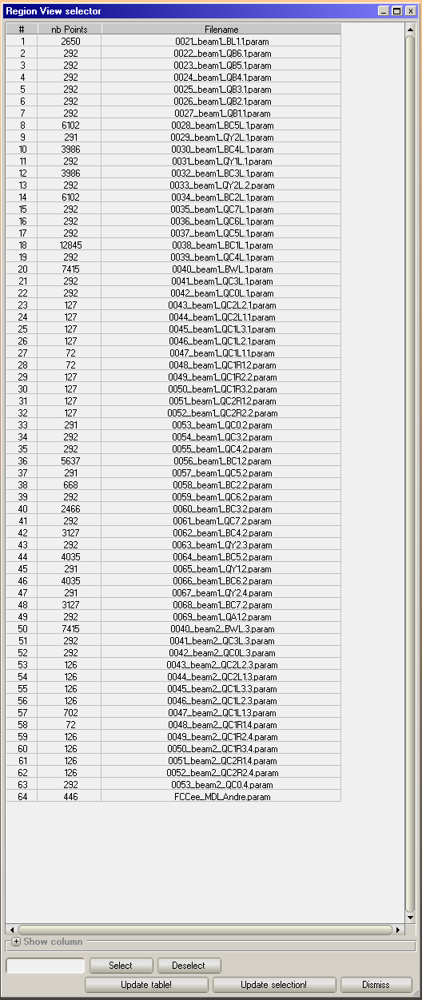 Region View selector
# nb Points Filename
1 2650 0021_beam1_BL1.1.param
2 292 0022_beam1_QB6.1.param
3 292 0023_beam1_QB5.1.param
4 292 0024_beam1_QB4.1.param
5 292 0025_beam1_QB3.1.param
6 292 0026_beam1_QB2.1.param
7 292 0027_beam1_QB1.1.param
8 6102 0028_beam1_BC5L.1.param
9 291 0029_beam1_QY2L.1.param
10 3986 0030_beam1_BC4L.1.param
11 292 0031_beam1_QY1L.1.param
12 3986 0032_beam1_BC3L.1.param
13 292 0033_beam1_QY2L.2.param
14 6102 0034_beam1_BC2L.1.param
15 292 0035_beam1_QC7L.1.param
16 292 0036_beam1_QC6L.1.param
17 292 0037_beam1_QC5L.1.param
18 12845 0038_beam1_BC1L.1.param
19 292 0039_beam1_QC4L.1.param
20 7415 0040_beam1_BWL.1.param
21 292 0041_beam1_QC3L.1.param
22 292 0042_beam1_QC0L.1.param
23 127 0043_beam1_QC2L2.1.param
24 127 0044_beam1_QC2L1.1.param
25 127 0045_beam1_QC1L3.1.param
26 127 0046_beam1_QC1L2.1.param
27 72 0047_beam1_QC1L1.1.param
28 72 0048_beam1_QC1R1.2.param
29 127 0049_beam1_QC1R2.2.param
30 127 0050_beam1_QC1R3.2.param
31 127 0051_beam1_QC2R1.2.param
32 127 0052_beam1_QC2R2.2.param
33 291 0053_beam1_QC0.2.param
34 292 0054_beam1_QC3.2.param
35 292 0055_beam1_QC4.2.param
36 5637 0056_beam1_BC1.2.param
37 291 0057_beam1_QC5.2.param
38 668 0058_beam1_BC2.2.param
39 292 0059_beam1_QC6.2.param
40 2466 0060_beam1_BC3.2.param
41 292 0061_beam1_QC7.2.param
42 3127 0062_beam1_BC4.2.param
43 292 0063_beam1_QY2.3.param
44 4035 0064_beam1_BC5.2.param
45 291 0065_beam1_QY1.2.param
46 4035 0066_beam1_BC6.2.param
47 291 0067_beam1_QY2.4.param
48 3127 0068_beam1_BC7.2.param
49 292 0069_beam1_QA1.2.param
50 7415 0040_beam2_BWL.3.param
51 292 0041_beam2_QC3L.3.param
52 292 0042_beam2_QC0L.3.param
53 126 0043_beam2_QC2L2.3.param
54 126 0044_beam2_QC2L1.3.param
55 126 0045_beam2_QC1L3.3.param
56 126 0046_beam2_QC1L2.3.param
57 702 0047_beam2_QC1L1.3.param
58 72 0048_beam2_QC1R1.4.param
59 126 0049_beam2_QC1R2.4.param
60 126 0050_beam2_QC1R3.4.param
61 126 0051_beam2_QC2R1.4.param
62 126 0052_beam2_QC2R2.4.param
63 292 0053_beam2_QC0.4.param
64 446 FCCee_MDI_Andre.param
Show column
Select Deselect
Update table! Update selection! Dismiss